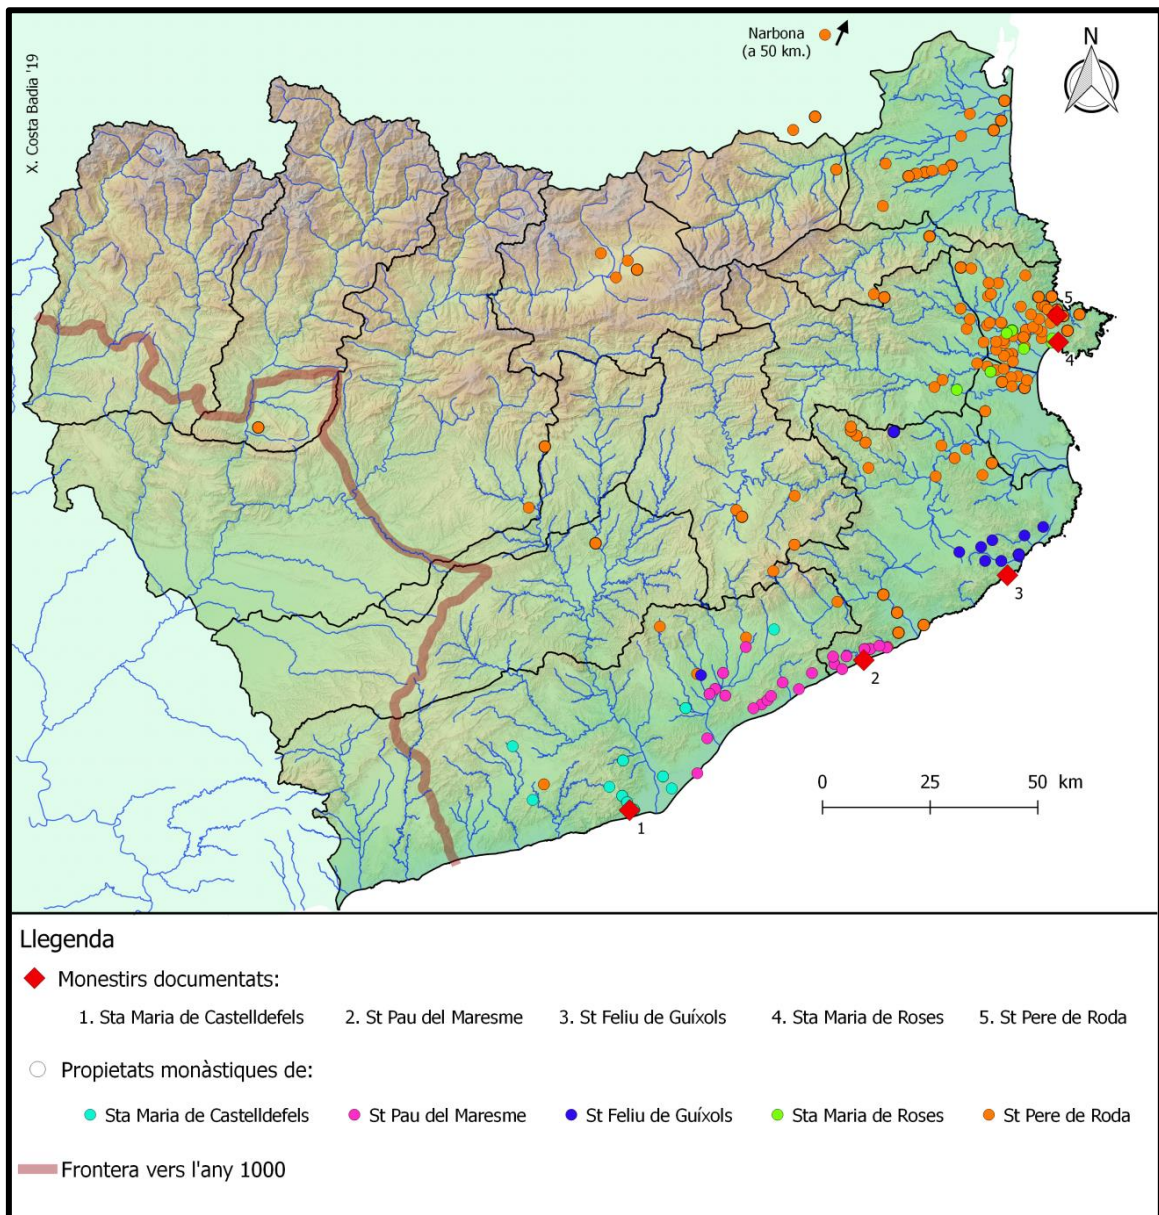 X. Costa Badia '19
Narbona
(a 50 km.)
N
5
4
3
2
1
0 25 50 km
Llegenda
Monestirs documentats:
1. Sta Maria de Castelldefels 2. St Pau del Maresme 3. St Feliu de Guíxols 4. Sta Maria de Roses 5. St Pere de Roda
Propietats monàstiques de:
Sta Maria de Castelldefels St Pau del Maresme St Feliu de Guíxols Sta Maria de Roses St Pere de Roda
Frontera vers l'any 1000